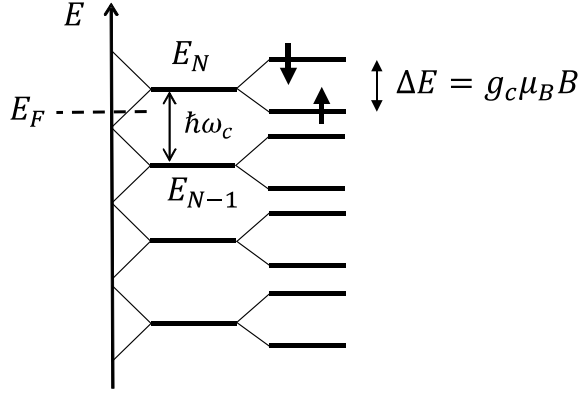 E
E_N
ΔE = g_c μ_B B
E_F
ħω_c
E_{N−1}